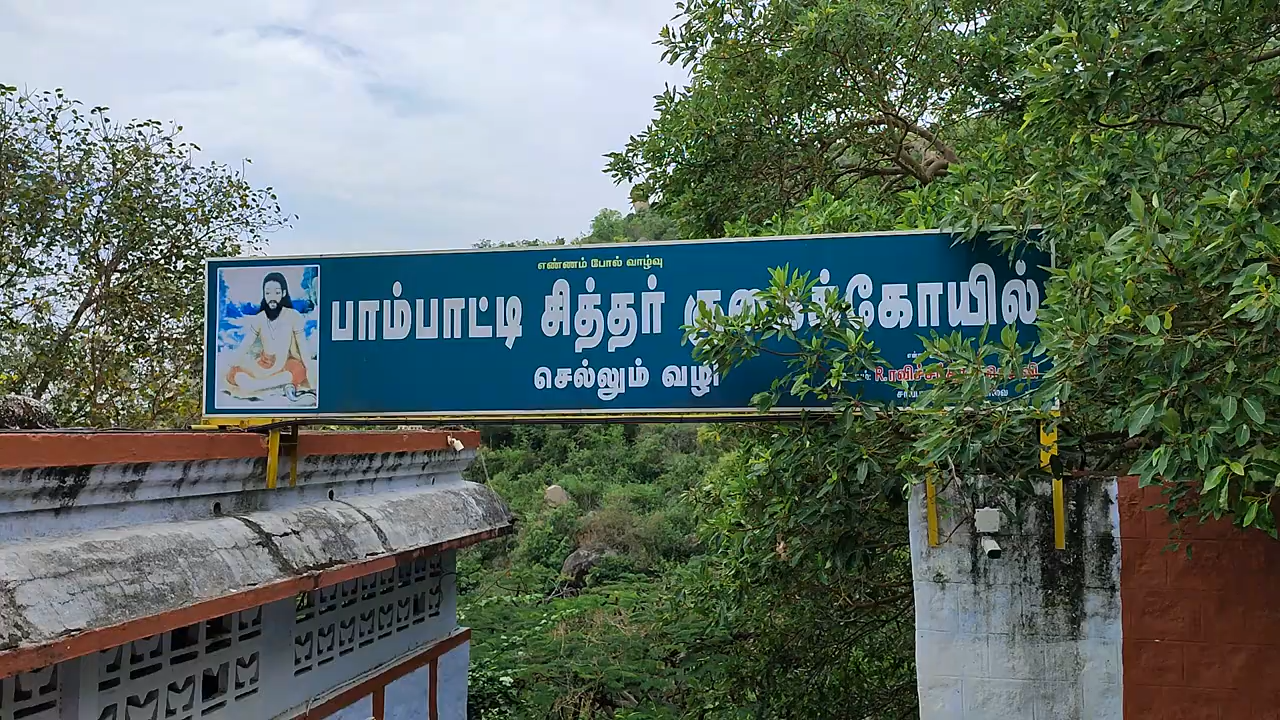 எண்ணம் போல் வாழ்வு
பாம்பாட்டி சித்தர் குகைக்கோயில்
செல்லும் வழி